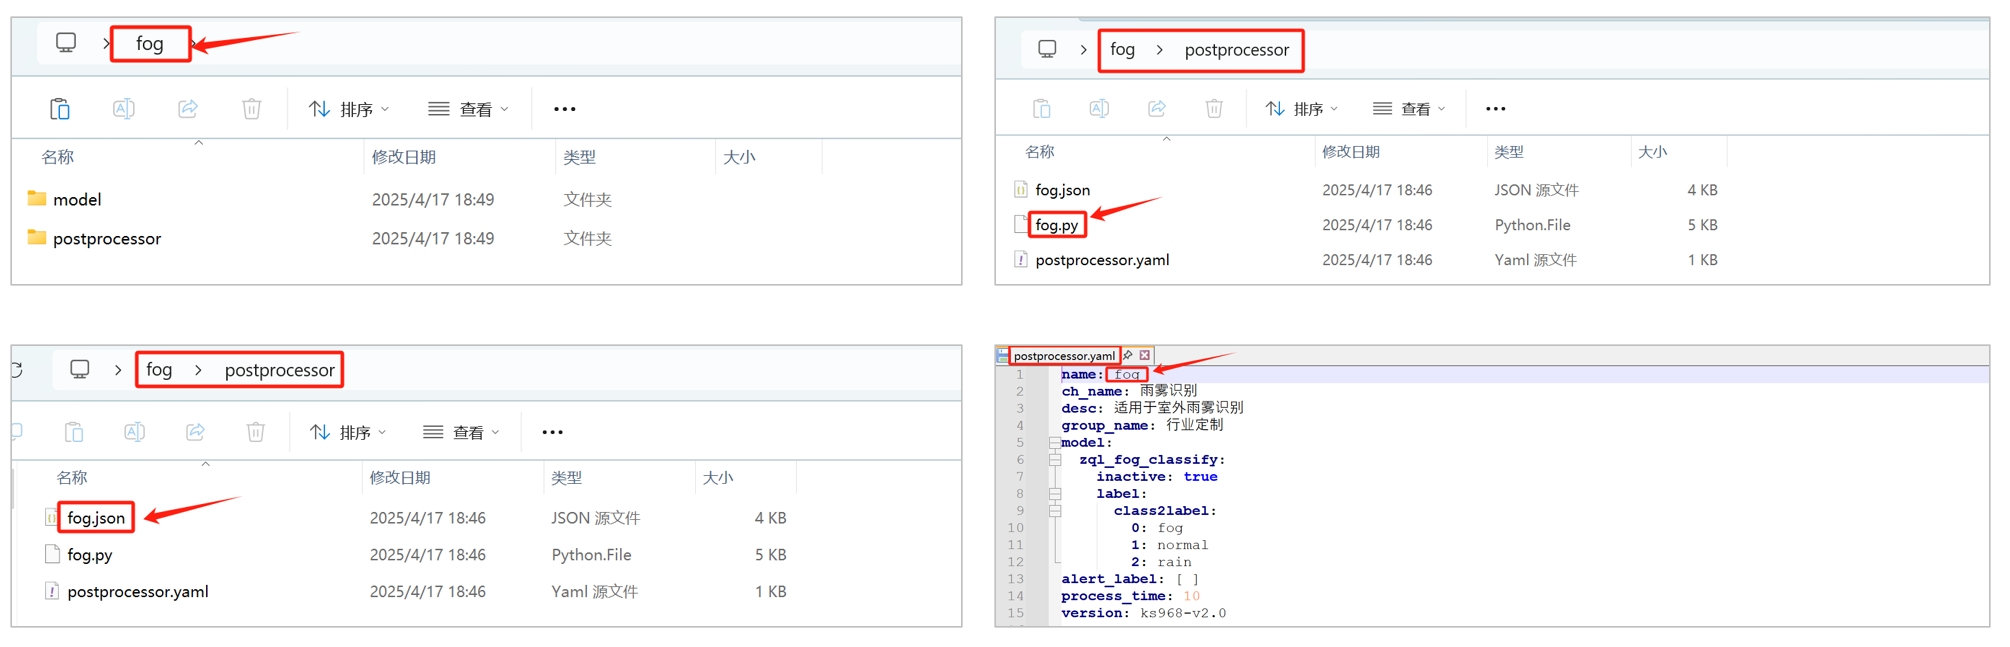 fog
排序 查看
名称 修改日期 类型 大小
model 2025/4/17 18:49 文件夹
postprocessor 2025/4/17 18:49 文件夹
fog postprocessor
排序 查看
名称 修改日期 类型 大小
fog.json 2025/4/17 18:46 JSON 源文件 4 KB
fog.py 2025/4/17 18:46 Python.File 5 KB
postprocessor.yaml 2025/4/17 18:46 Yaml 源文件 1 KB
fog postprocessor
排序 查看
名称 修改日期 类型 大小
fog.json 2025/4/17 18:46 JSON 源文件 4 KB
fog.py 2025/4/17 18:46 Python.File 5 KB
postprocessor.yaml 2025/4/17 18:46 Yaml 源文件 1 KB
postprocessor.yaml
1 name: fog
2 ch_name: 雨雾识别
3 desc: 适用于室外雨雾识别
4 group_name: 行业定制
5 model:
6 zql_fog_classify:
7 inactive: true
8 label:
9 class2label:
10 0: fog
11 1: normal
12 2: rain
13 alert_label: [ ]
14 process_time: 10
15 version: ks968-v2.0